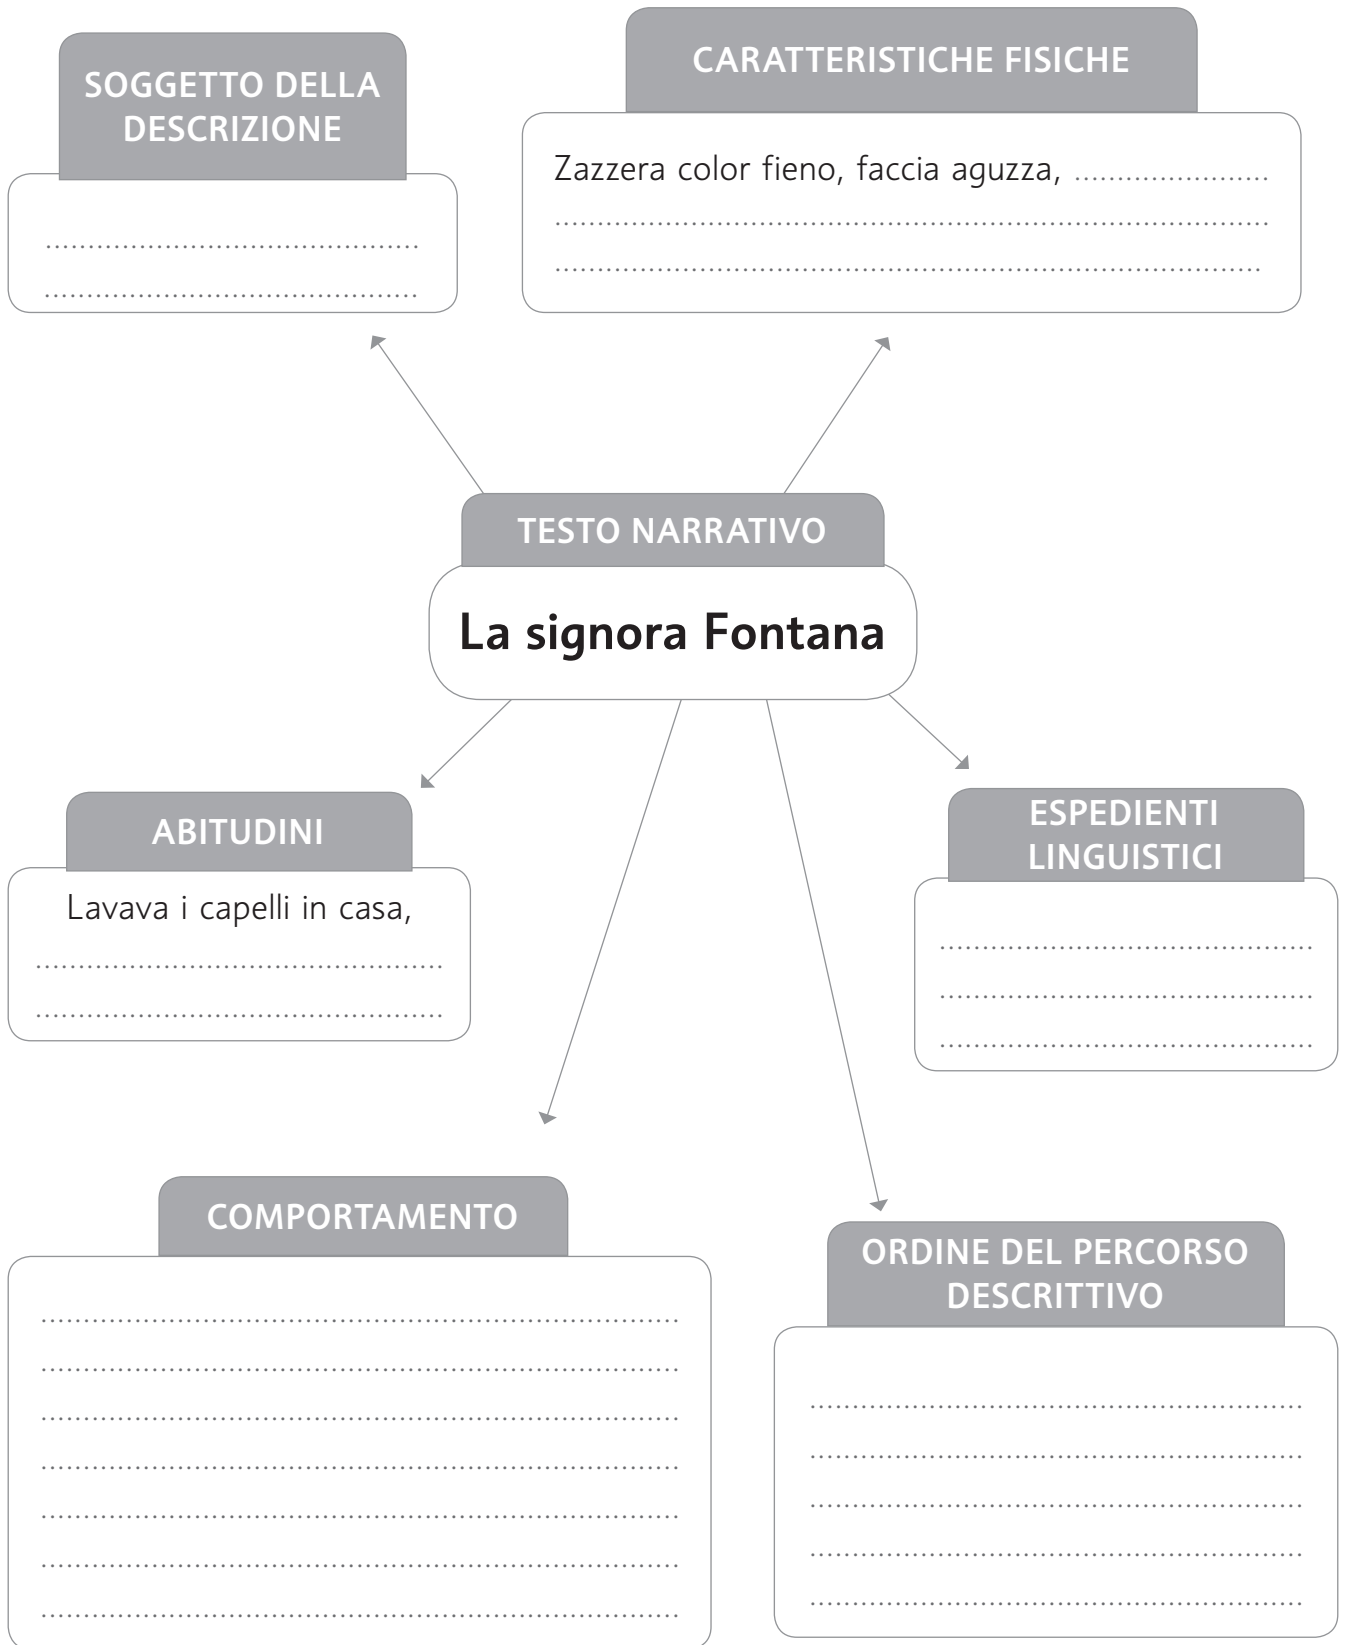 SOGGETTO DELLA
DESCRIZIONE
..........................................
..........................................
CARATTERISTICHE FISICHE
Zazzera color fieno, faccia aguzza, ......................
................................................................................
................................................................................
TESTO NARRATIVO
La signora Fontana
ABITUDINI
Lavava i capelli in casa,
..............................................
..............................................
ESPEDIENTI
LINGUISTICI
..........................................
..........................................
..........................................
COMPORTAMENTO
........................................................................
........................................................................
........................................................................
........................................................................
........................................................................
........................................................................
........................................................................
ORDINE DEL PERCORSO
DESCRITTIVO
........................................................
........................................................
........................................................
........................................................
........................................................